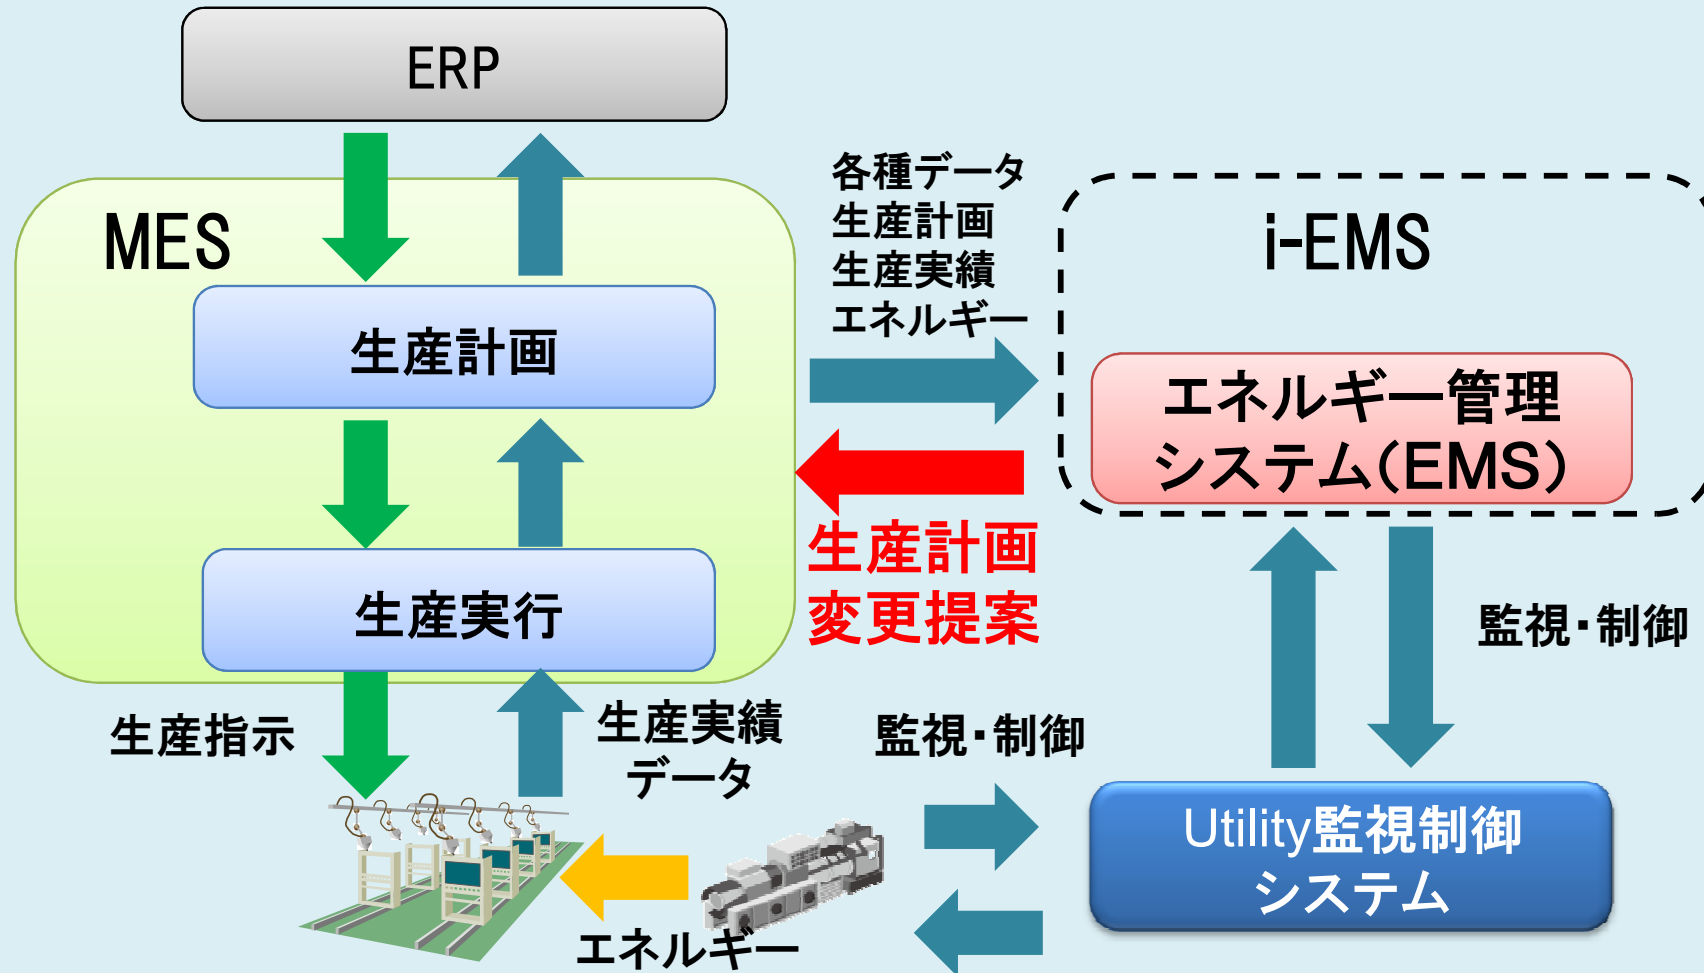 ERP
MES
生産計画
生産実行
各種データ
生産計画
生産実績
エネルギー
i-EMS
エネルギー管理
システム(EMS)
生産計画
変更提案
監視・制御
生産指示
生産実績
データ
監視・制御
エネルギー
Utility監視制御
システム